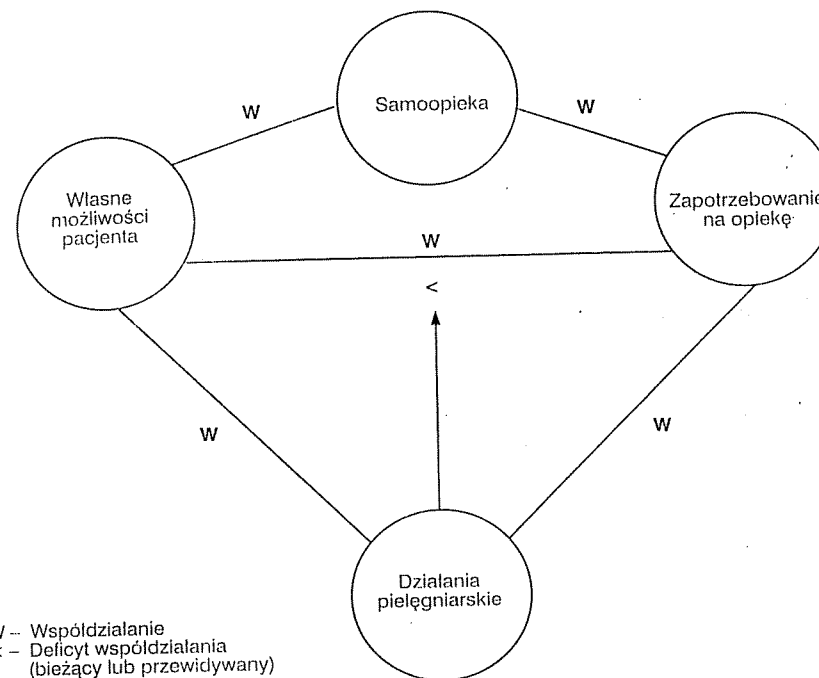 Samoopieka
W
W
Własne
możliwości
pacjenta
Zapotrzebowanie
na opiekę
W
<
W
W
Działania
pielęgniarskie
W – Współdziałanie
< – Deficyt współdziałania
(bieżący lub przewidywany)